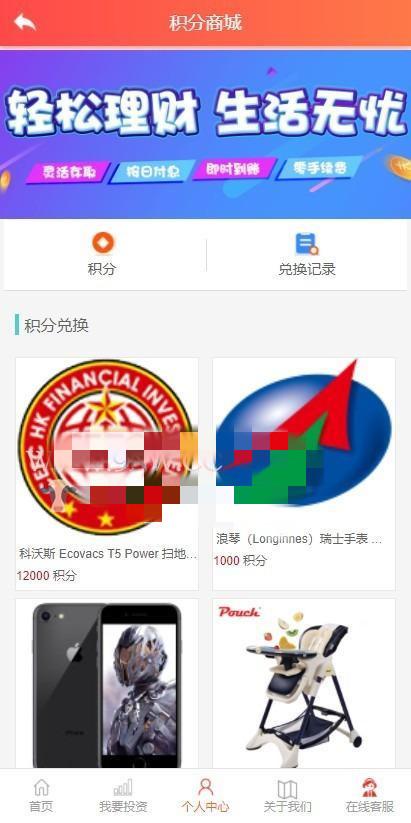 积分商城
轻松理财 生活无忧
灵活存取 按日付息 即时到账 零手续费
积分 兑换记录
积分兑换
HK FINANCIAL INVES
科沃斯 Ecovacs T5 Power 扫地...
12000 积分
浪琴（Longinnes）瑞士手表 ...
1000 积分
Pouch
首页 我要投资 个人中心 关于我们 在线客服